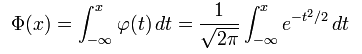 Φ(x) = ∫_{-∞}^{x} φ(t) dt = \frac{1}{\sqrt{2π}} ∫_{-∞}^{x} e^{-t^2/2} dt